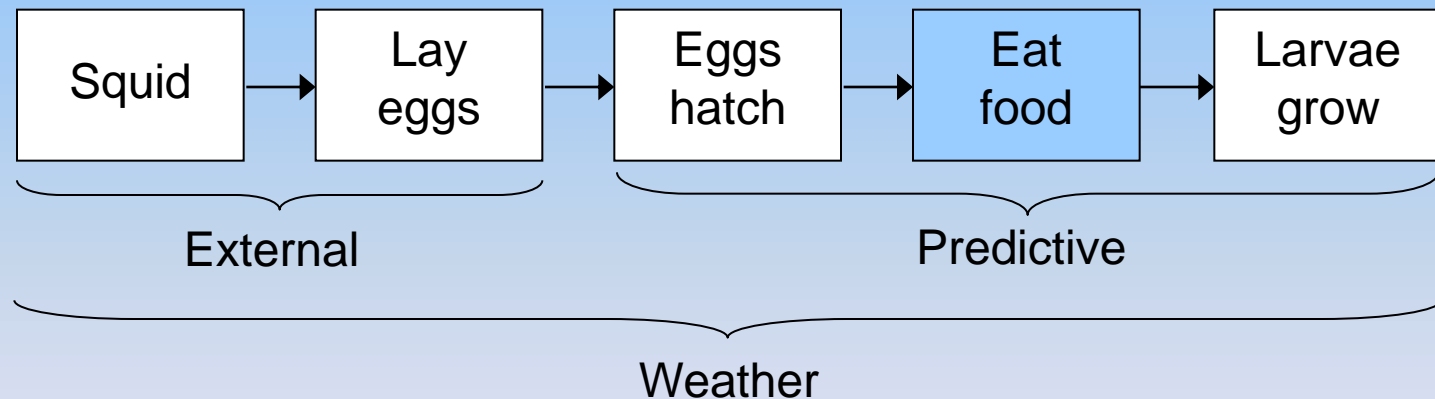 Squid
Lay
eggs
Eggs
hatch
Eat
food
Larvae
grow
External
Predictive
Weather